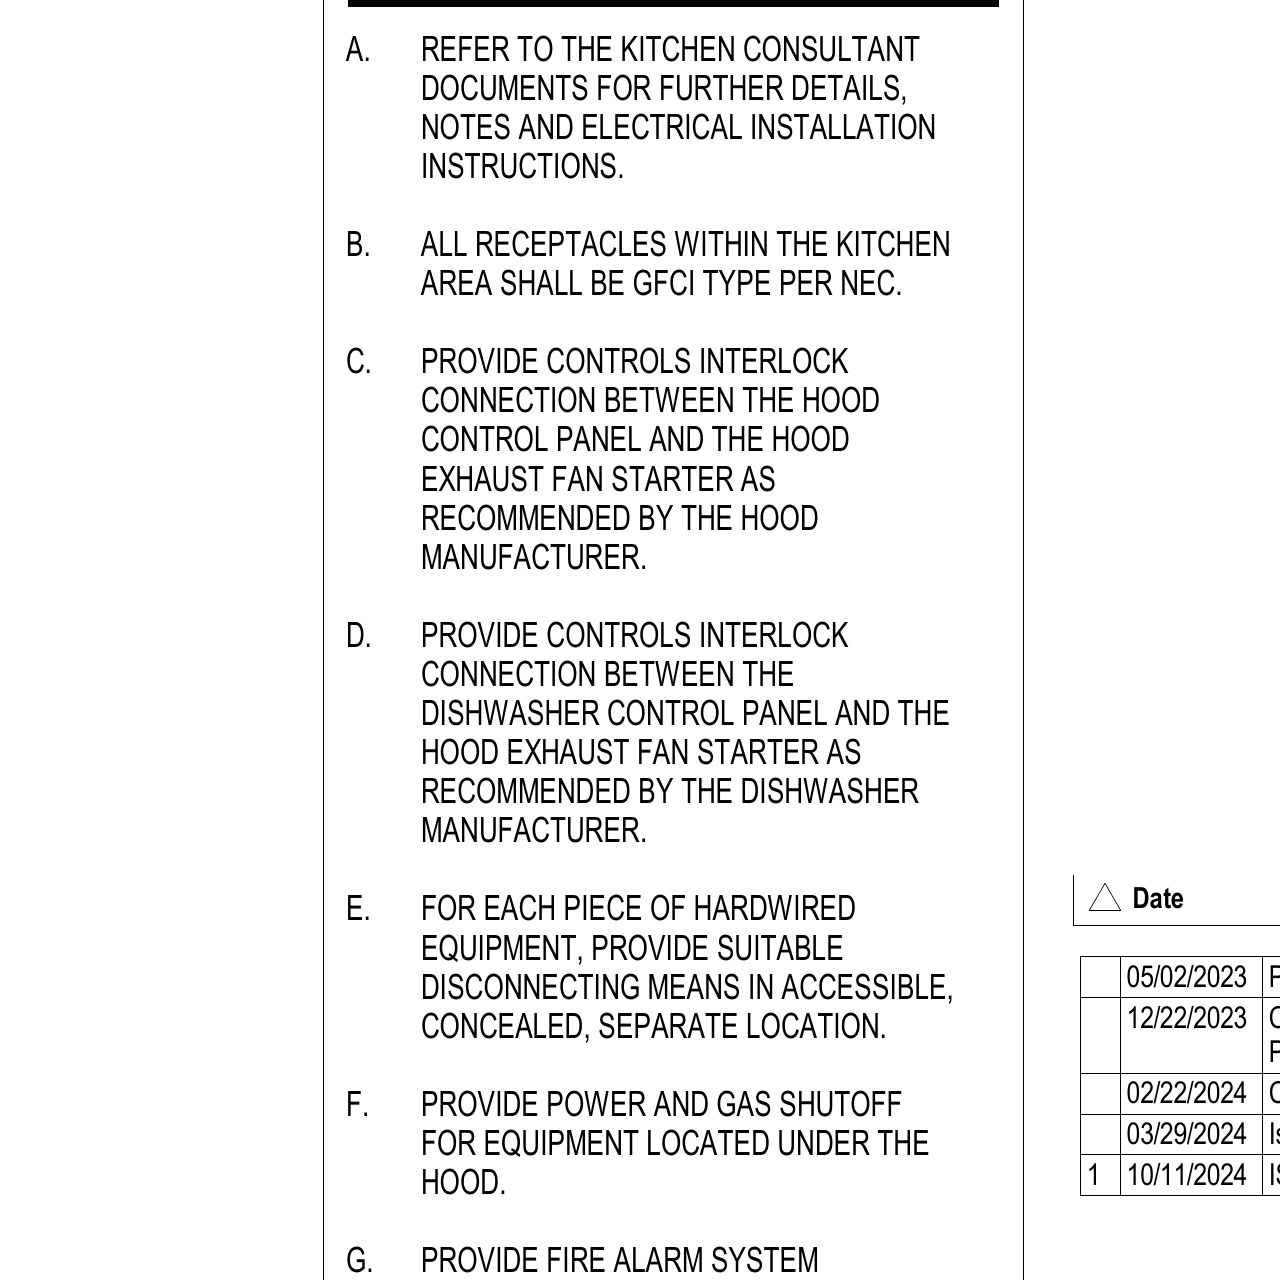 A. REFER TO THE KITCHEN CONSULTANT
DOCUMENTS FOR FURTHER DETAILS,
NOTES AND ELECTRICAL INSTALLATION
INSTRUCTIONS.
B. ALL RECEPTACLES WITHIN THE KITCHEN
AREA SHALL BE GFCI TYPE PER NEC.
C. PROVIDE CONTROLS INTERLOCK
CONNECTION BETWEEN THE HOOD
CONTROL PANEL AND THE HOOD
EXHAUST FAN STARTER AS
RECOMMENDED BY THE HOOD
MANUFACTURER.
D. PROVIDE CONTROLS INTERLOCK
CONNECTION BETWEEN THE
DISHWASHER CONTROL PANEL AND THE
HOOD EXHAUST FAN STARTER AS
RECOMMENDED BY THE DISHWASHER
MANUFACTURER.
E. FOR EACH PIECE OF HARDWIRED
EQUIPMENT, PROVIDE SUITABLE
DISCONNECTING MEANS IN ACCESSIBLE,
CONCEALED, SEPARATE LOCATION.
F. PROVIDE POWER AND GAS SHUTOFF
FOR EQUIPMENT LOCATED UNDER THE
HOOD.
G. PROVIDE FIRE ALARM SYSTEM
Date
05/02/2023
12/22/2023
02/22/2024
03/29/2024
1 10/11/2024